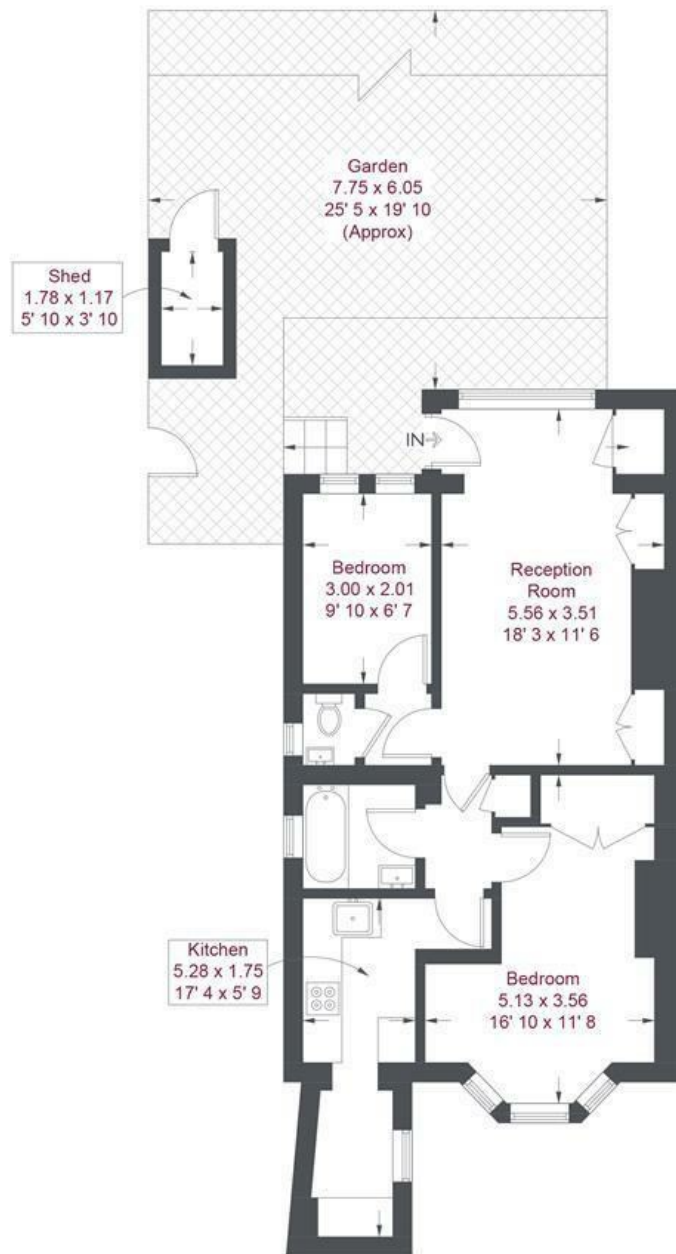 Garden
7.75 x 6.05
25' 5 x 19' 10
(Approx)
Shed
1.78 x 1.17
5' 10 x 3' 10
IN
Bedroom
3.00 x 2.01
9' 10 x 6' 7
Reception
Room
5.56 x 3.51
18' 3 x 11' 6
Kitchen
5.28 x 1.75
17' 4 x 5' 9
Bedroom
5.13 x 3.56
16' 10 x 11' 8